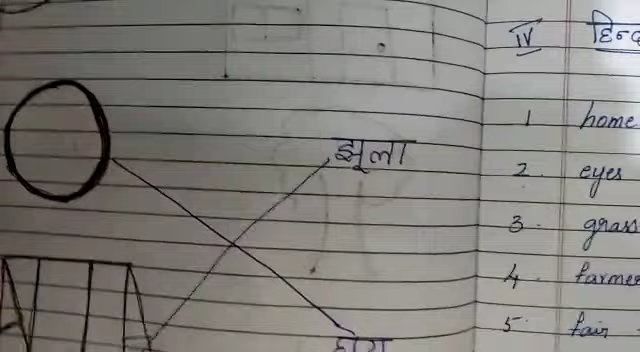 झूला
IV
1 home
2. eyes
3. grass
4. farmer
5. fair